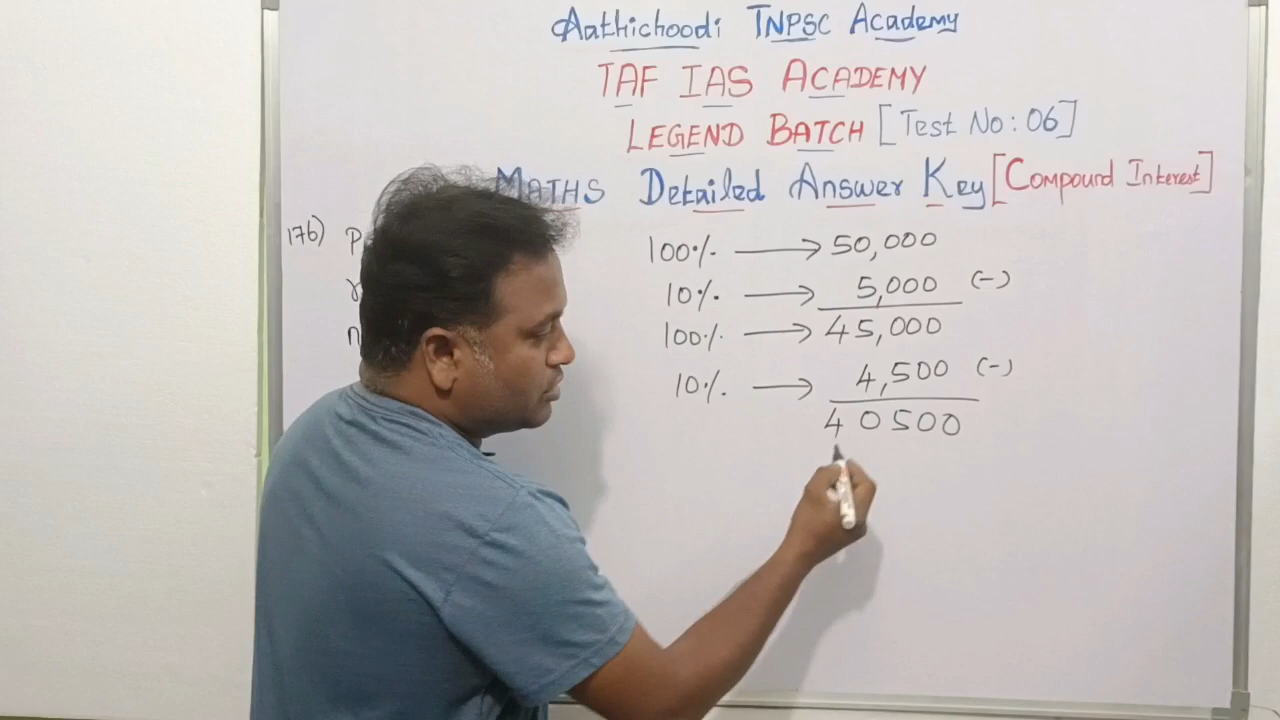 Aathichoodi TNPSC Academy
TAF IAS ACADEMY
LEGEND BATCH [Test No: 06]
MATHS Detailed Answer Key [Compound Interest]
176) P
100% → 50,000
r
10% → 5,000 (-)
n
100% → 45,000
10% → 4,500 (-)
40500